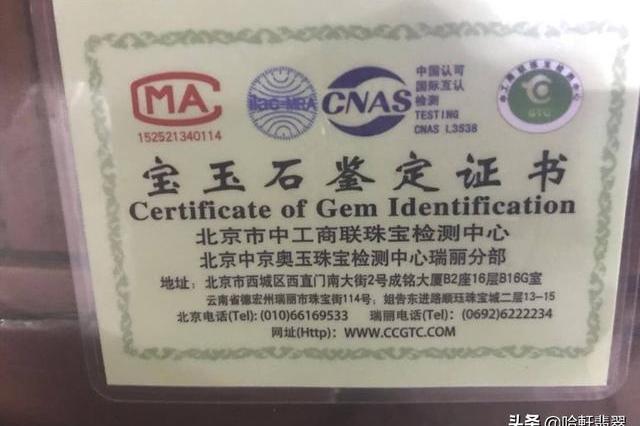 MA
152521340114
ilac-MRA
CNAS
中国认可
国际互认
检测
TESTING
CNAS L3538
GTC
宝玉石鉴定证书
Certificate of Gem Identification
北京市中工商联珠宝检测中心
北京中京奥玉珠宝检测中心瑞丽分部
地址：北京市西城区西直门南大街2号成铭大厦B2座16层B16G室
云南省德宏州瑞丽市珠宝街114号；姐告东进路顺珏珠宝城二层13-15
北京电话(Tel)：(010)66169533 瑞丽电话(Tel)：(0692)6222234
网址(Http)：WWW.CCGTC.COM
头条 @哈軒翡翠